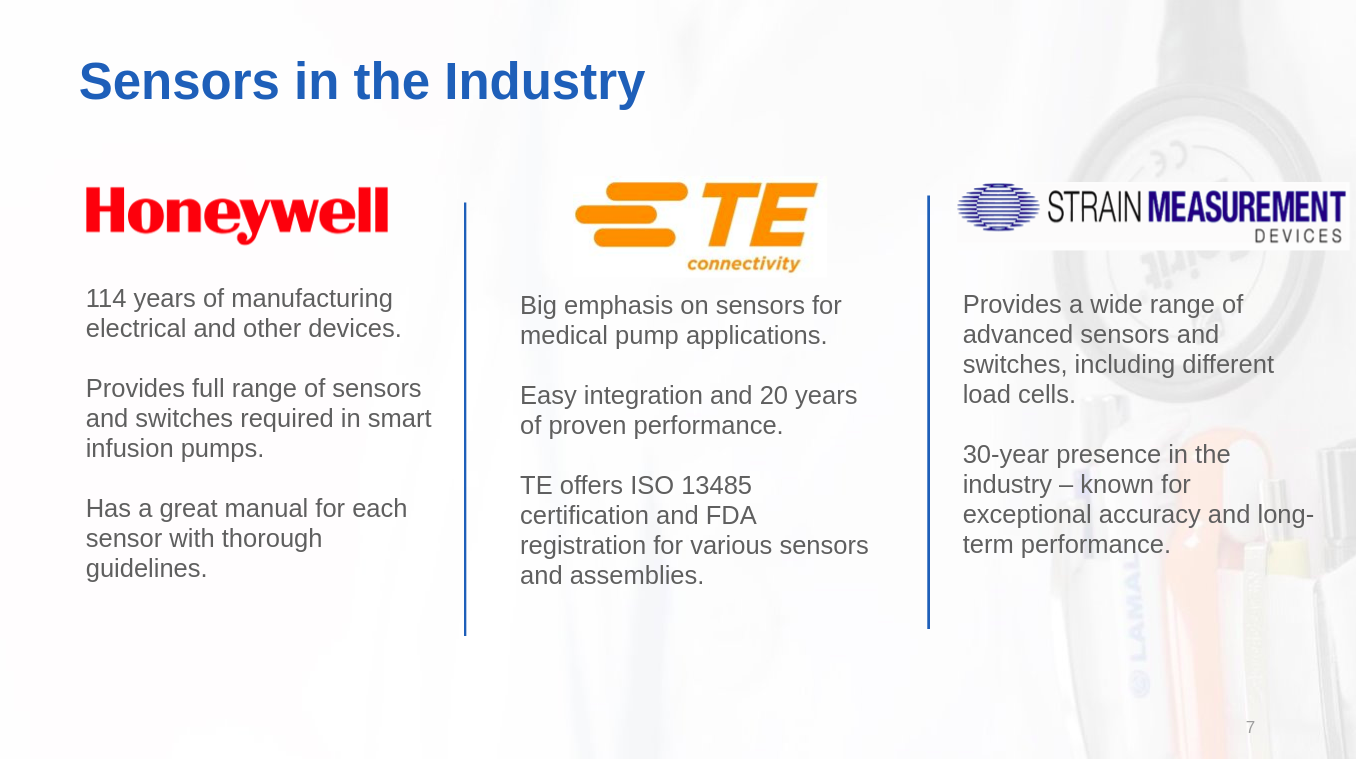 Sensors in the Industry
Honeywell
114 years of manufacturing
electrical and other devices.
Provides full range of sensors
and switches required in smart
infusion pumps.
Has a great manual for each
sensor with thorough
guidelines.
TE
connectivity
Big emphasis on sensors for
medical pump applications.
Easy integration and 20 years
of proven performance.
TE offers ISO 13485
certification and FDA
registration for various sensors
and assemblies.
STRAIN MEASUREMENT
DEVICES
Provides a wide range of
advanced sensors and
switches, including different
load cells.
30-year presence in the
industry – known for
exceptional accuracy and long-
term performance.
7